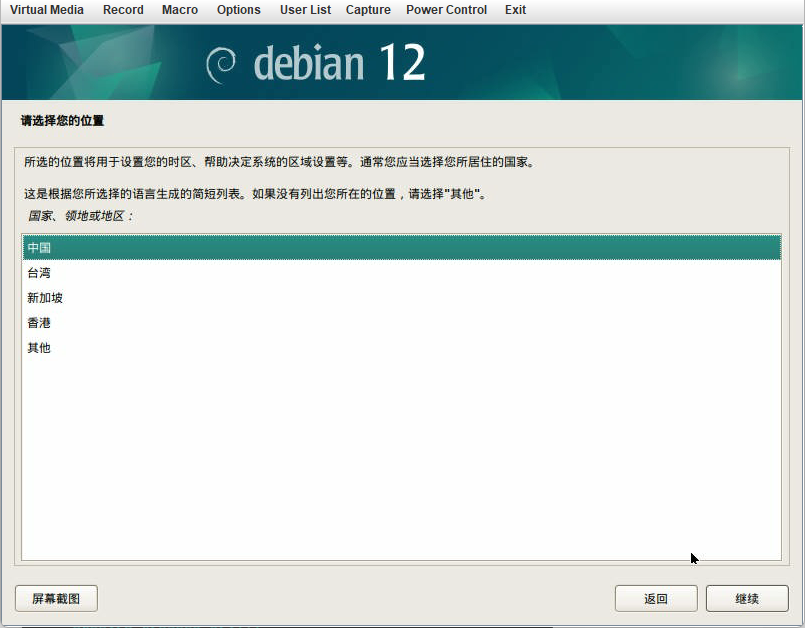 Virtual Media Record Macro Options User List Capture Power Control Exit
debian 12
请选择您的位置
所选的位置将用于设置您的时区、帮助决定系统的区域设置等。通常您应当选择您所居住的国家。
这是根据您所选择的语言生成的简短列表。如果没有列出您所在的位置，请选择"其他"。
国家、领地或地区：
中国
台湾
新加坡
香港
其他
屏幕截图 返回 继续